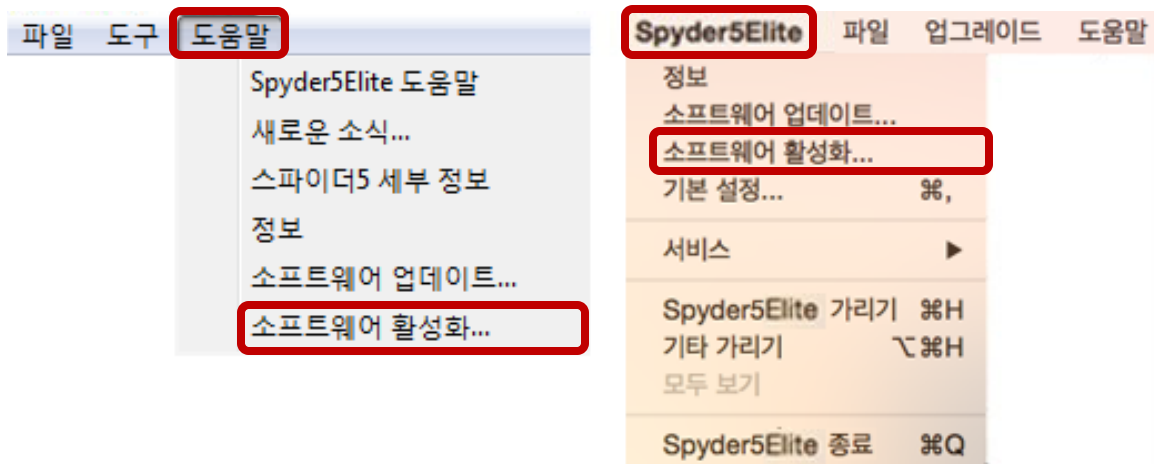 파일 도구 도움말
Spyder5Elite 도움말
새로운 소식...
스파이더5 세부 정보
정보
소프트웨어 업데이트...
소프트웨어 활성화...
Spyder5Elite 파일 업그레이드 도움말
정보
소프트웨어 업데이트...
소프트웨어 활성화...
기본 설정... ⌘,
서비스 ▶
Spyder5Elite 가리기 ⌘H
기타 가리기 ⌥⌘H
모두 보기
Spyder5Elite 종료 ⌘Q